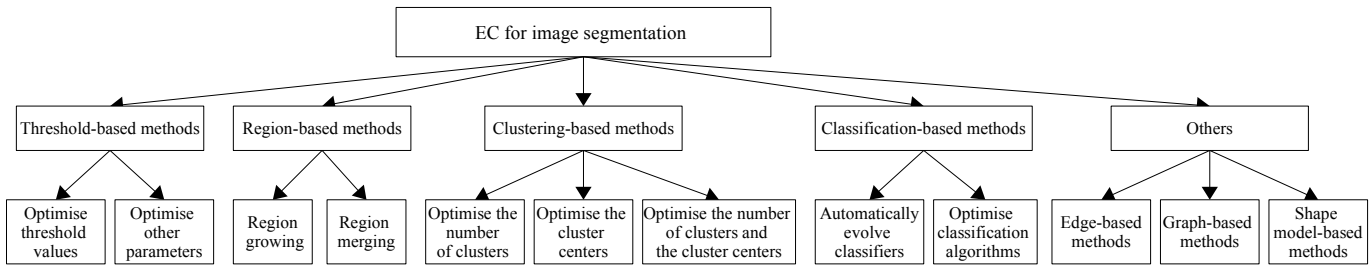 EC for image segmentation
Threshold-based methods
Region-based methods
Clustering-based methods
Classification-based methods
Others
Optimise
threshold
values
Optimise
other
parameters
Region
growing
Region
merging
Optimise the
number
of clusters
Optimise the
cluster
centers
Optimise the number
of clusters and
the cluster centers
Automatically
evolve
classifiers
Optimise
classification
algorithms
Edge-based
methods
Graph-based
methods
Shape
model-based
methods